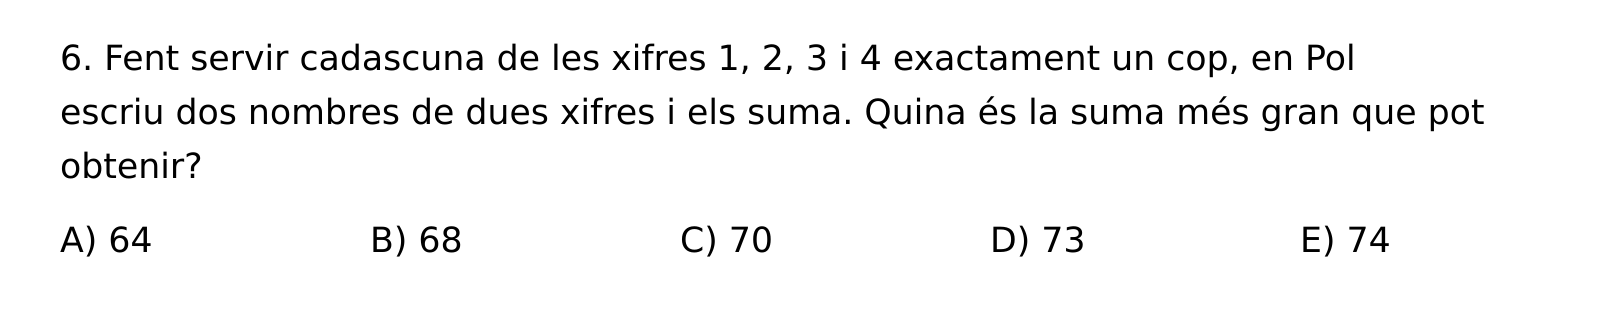 6. Fent servir cadascuna de les xifres 1, 2, 3 i 4 exactament un cop, en Pol
escriu dos nombres de dues xifres i els suma. Quina és la suma més gran que pot
obtenir?
A) 64 B) 68 C) 70 D) 73 E) 74